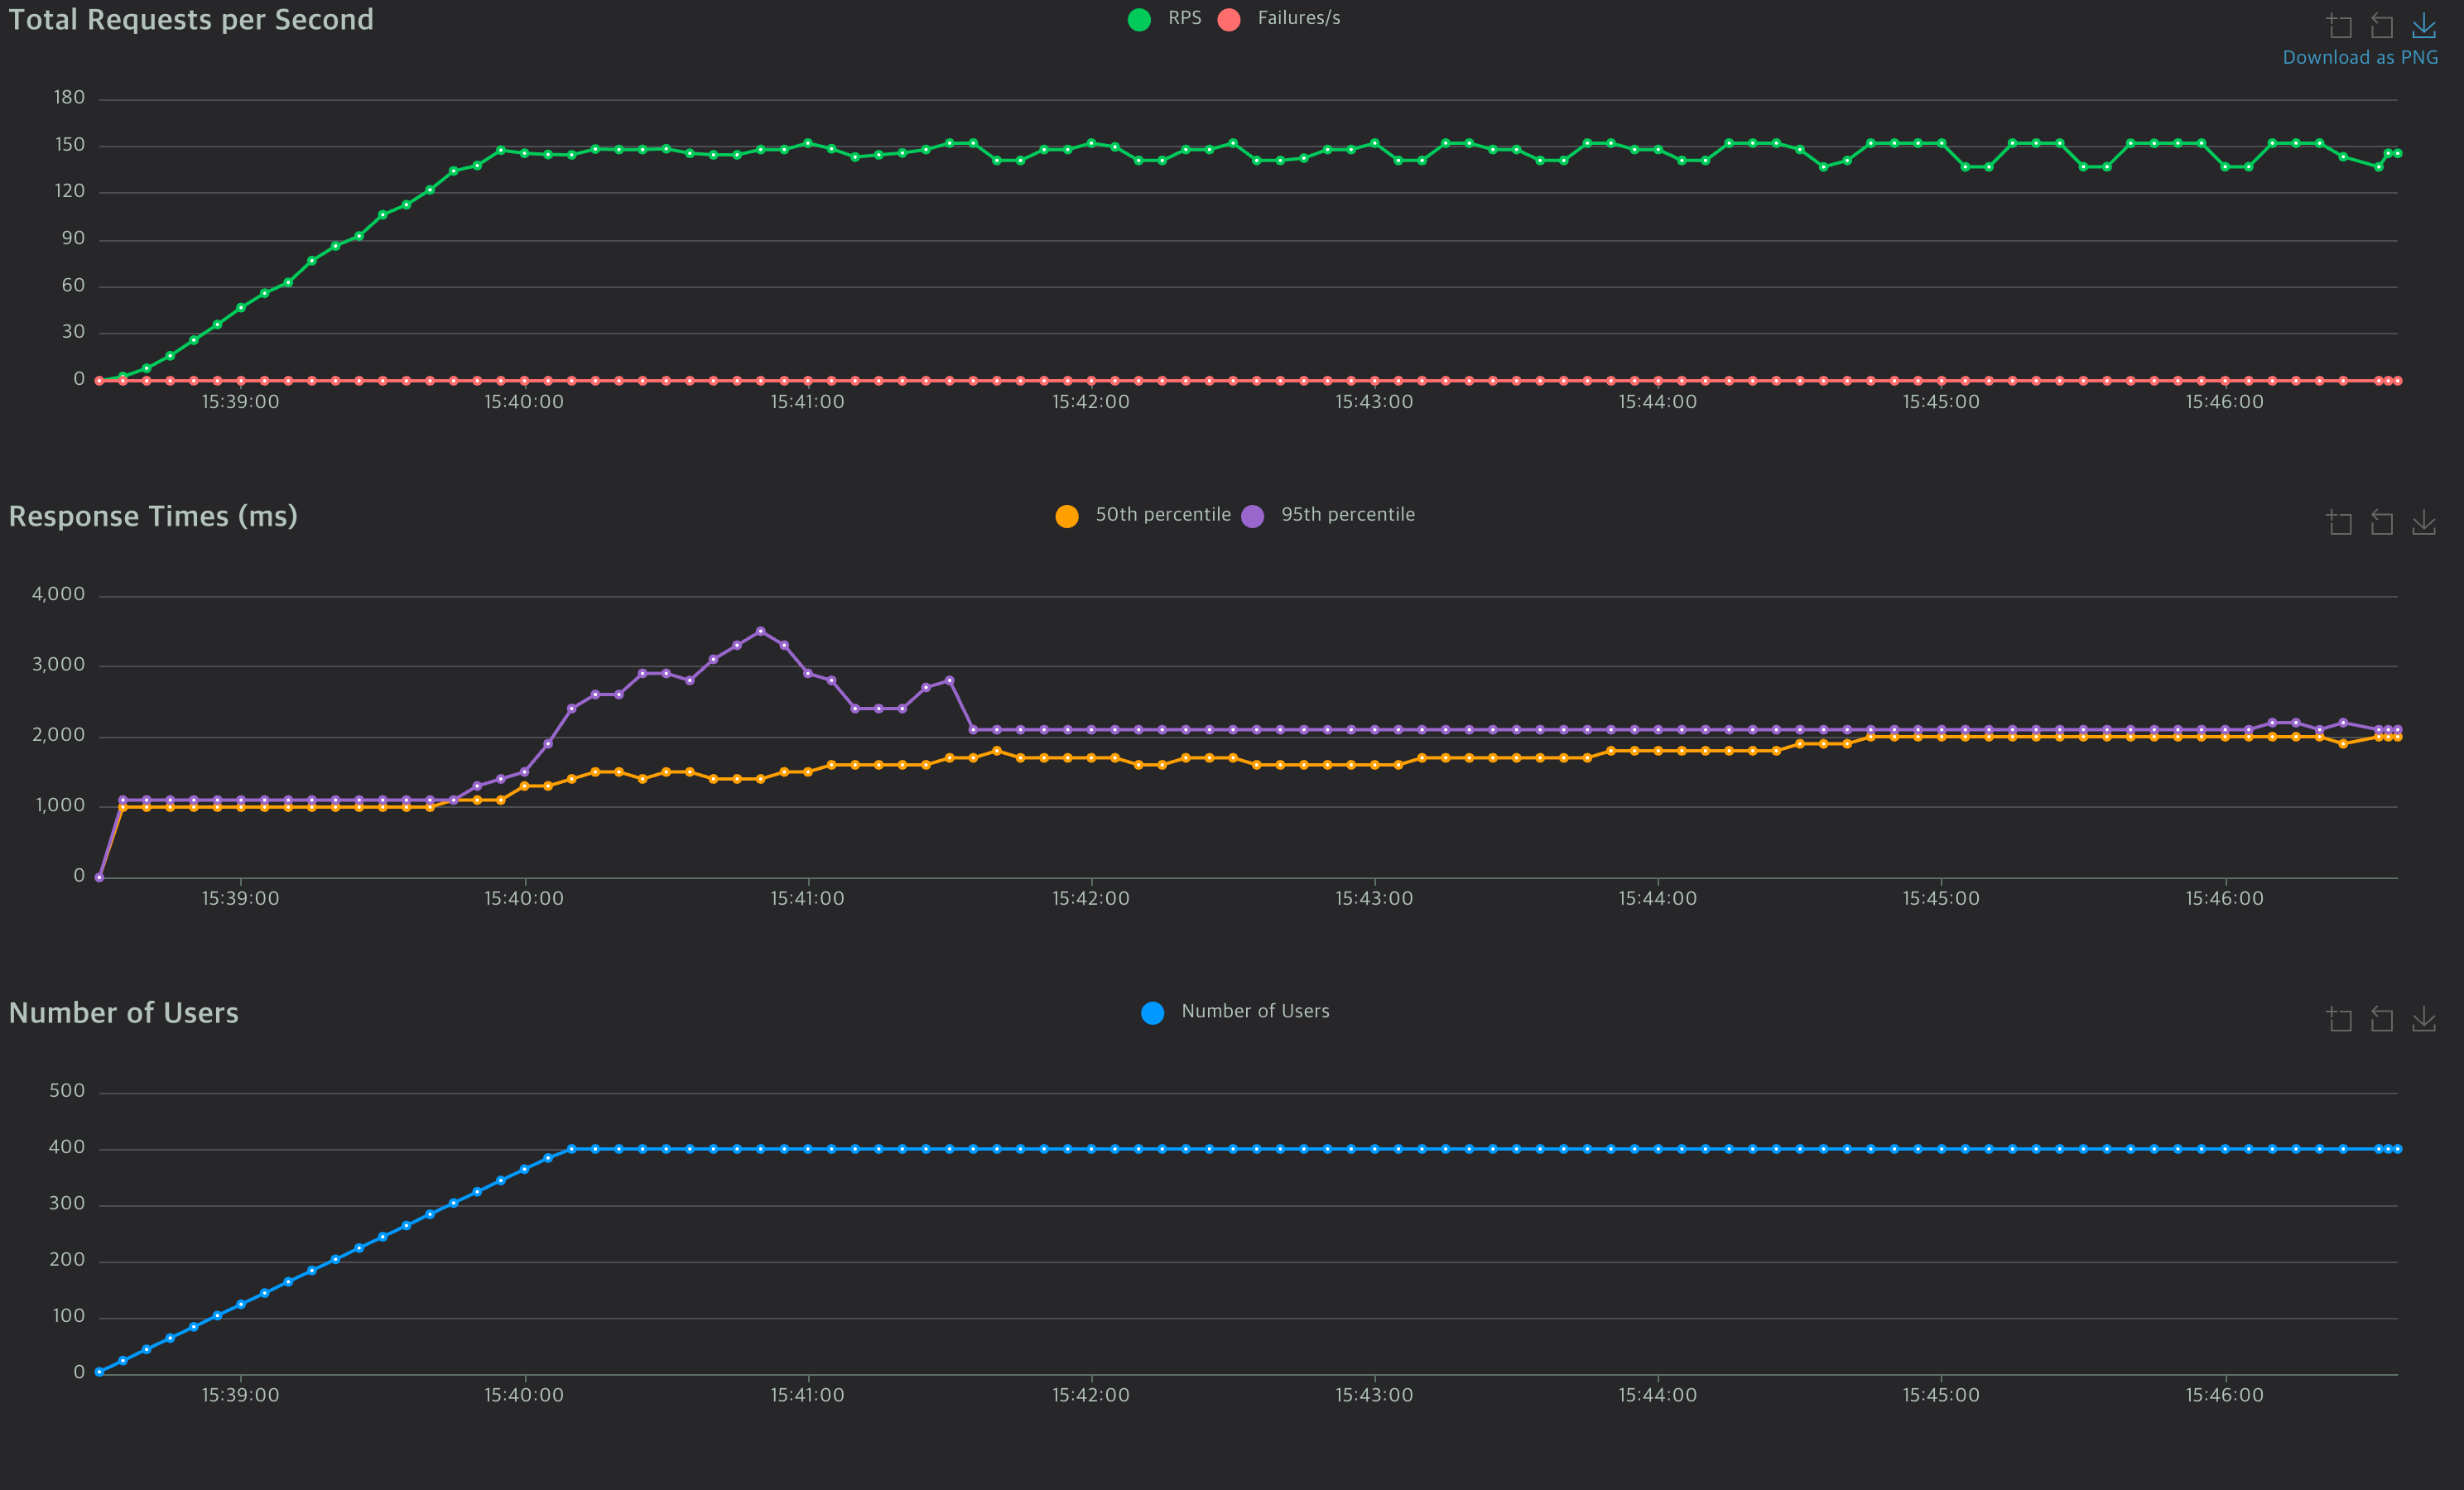 Total Requests per Second
RPS Failures/s
Download as PNG
180
150
120
90
60
30
0
15:39:00 15:40:00 15:41:00 15:42:00 15:43:00 15:44:00 15:45:00 15:46:00
Response Times (ms)
50th percentile 95th percentile
4,000
3,000
2,000
1,000
0
15:39:00 15:40:00 15:41:00 15:42:00 15:43:00 15:44:00 15:45:00 15:46:00
Number of Users
Number of Users
500
400
300
200
100
0
15:39:00 15:40:00 15:41:00 15:42:00 15:43:00 15:44:00 15:45:00 15:46:00